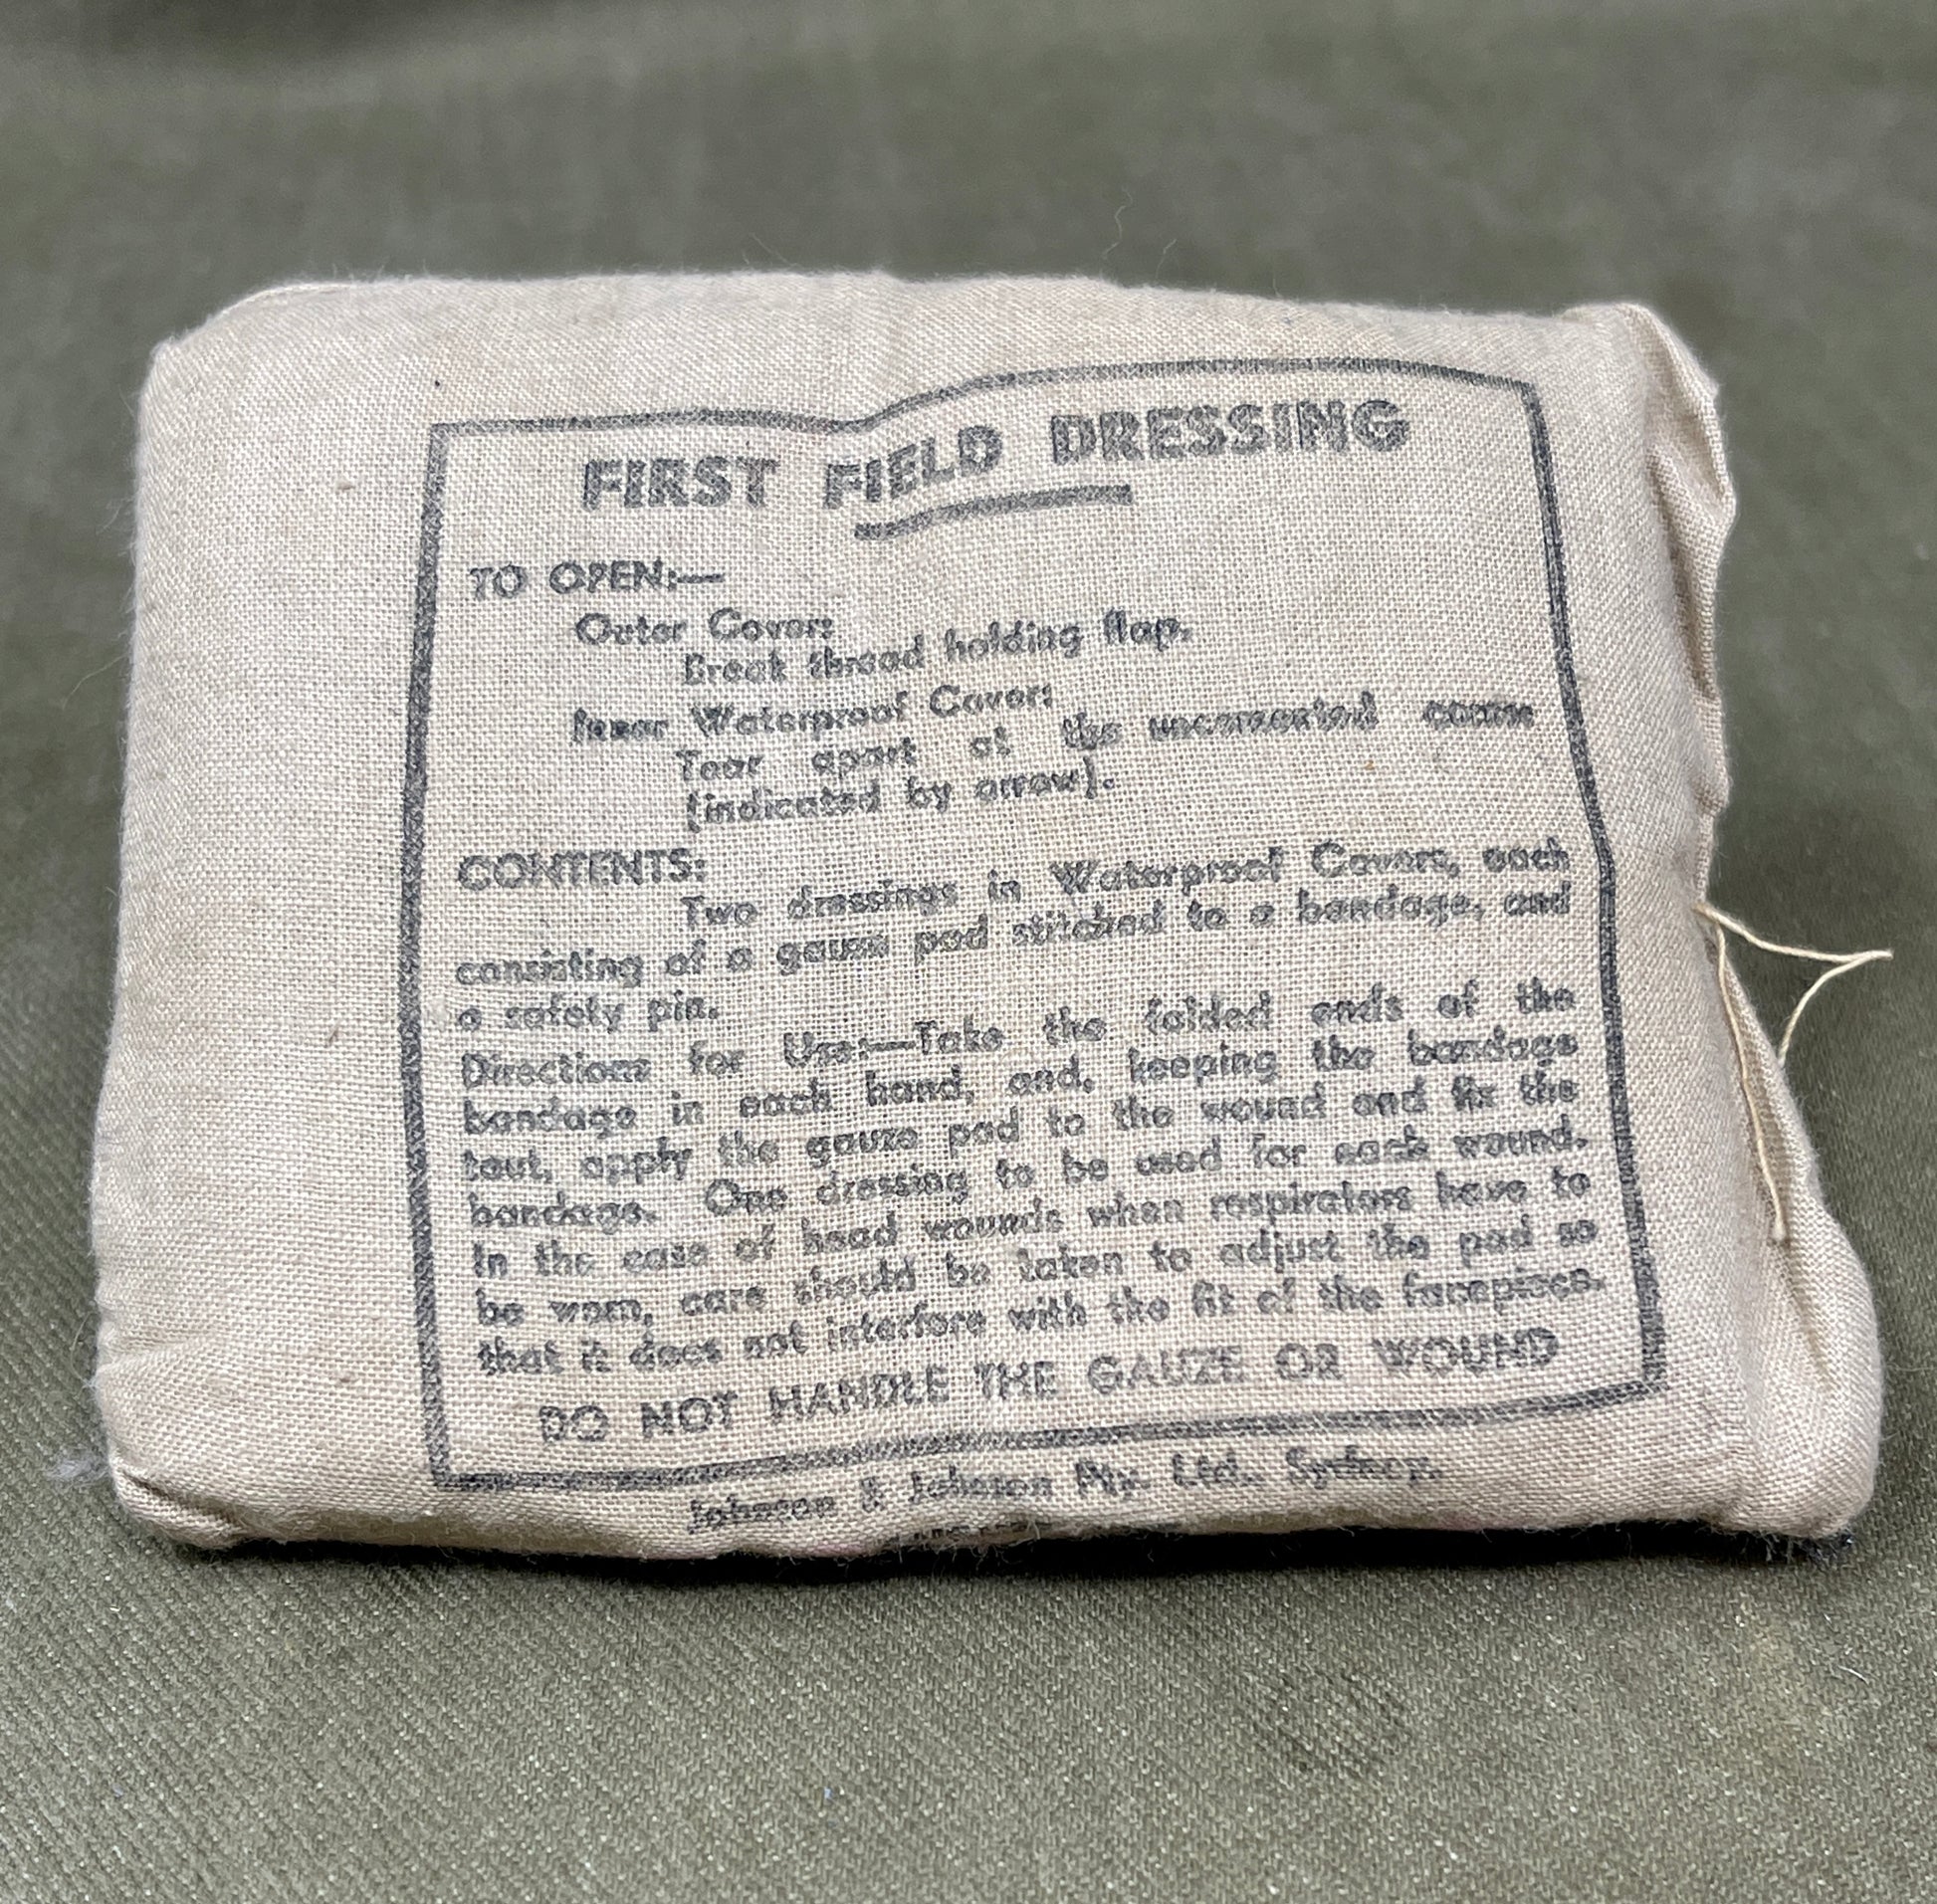 FIRST FIELD DRESSING
TO OPEN:—
Outer Cover:
Break thread holding flap.
Inner Waterproof Cover:
Tear apart at the uncemented
(indicated by arrow).
CONTENTS:
Two dressings in Waterproof Covers, each
consisting of a gauze pad stitched to a bandage, and
a safety pin.
Directions for Use:—Take the folded ends of the
bandage in each hand, and, keeping the bandage
taut, apply the gauze pad to the wound and fix the
bandage. One dressing to be used for each wound.
In the case of head wounds when respirators have to
be worn, care should be taken to adjust the pad so
that it does not interfere with the fit of the facepiece.
DO NOT HANDLE THE GAUZE OR WOUND
Johnson & Johnson Pty. Ltd., Sydney.